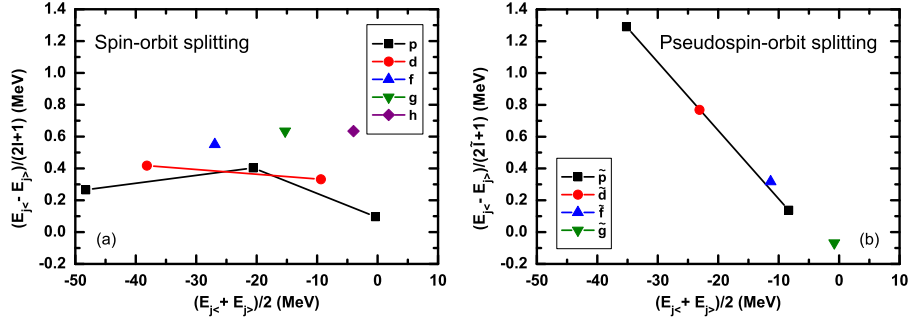 Spin-orbit splitting
p
d
f
g
h
(a)
1.4
1.2
1.0
0.8
0.6
0.4
0.2
0.0
-0.2
-50
-40
-30
-20
-10
0
10
(E_{j<}- E_{j>})/(2l+1) (MeV)
(E_{j<}+ E_{j>})/2 (MeV)
Pseudospin-orbit splitting
p̃
d̃
f̃
g̃
(b)
1.4
1.2
1.0
0.8
0.6
0.4
0.2
0.0
-0.2
-50
-40
-30
-20
-10
0
10
(E_{j<}- E_{j>})/(2l̃+1) (MeV)
(E_{j<}+ E_{j>})/2 (MeV)